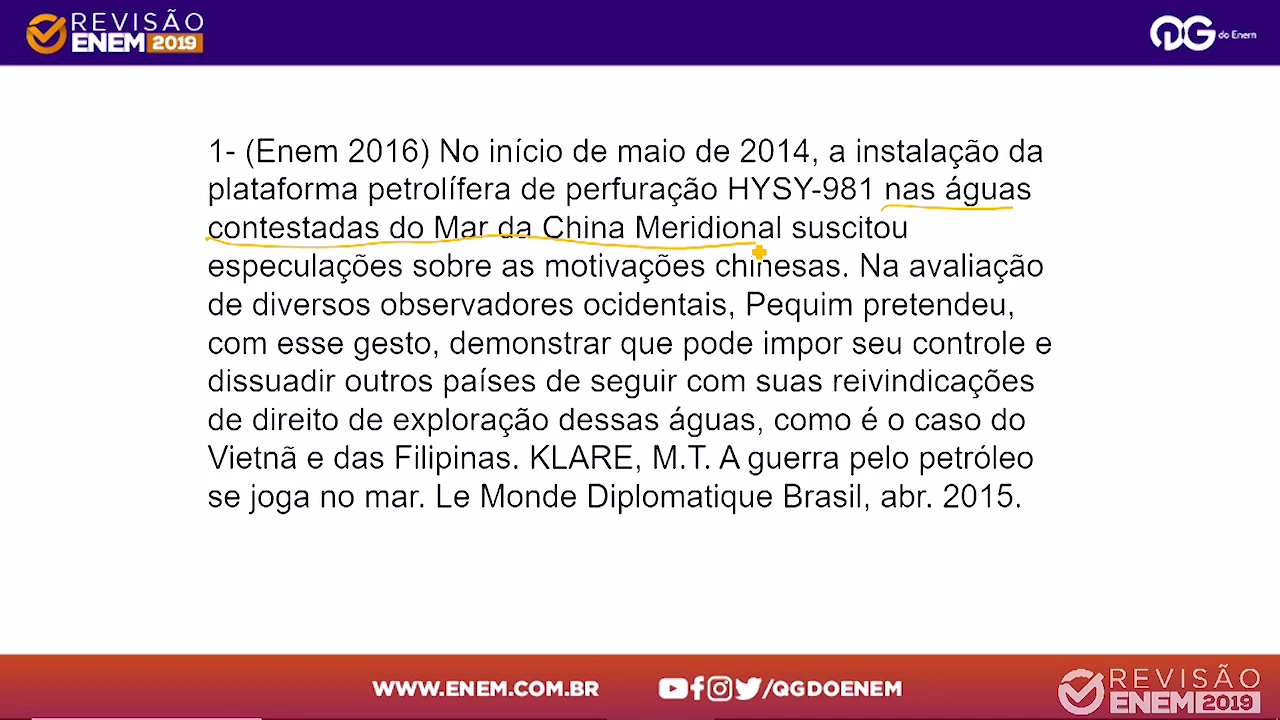 REVISÃO
ENEM 2019
QG do Enem
1- (Enem 2016) No início de maio de 2014, a instalação da
plataforma petrolífera de perfuração HYSY-981 nas águas
contestadas do Mar da China Meridional suscitou
especulações sobre as motivações chinesas. Na avaliação
de diversos observadores ocidentais, Pequim pretendeu,
com esse gesto, demonstrar que pode impor seu controle e
dissuadir outros países de seguir com suas reivindicações
de direito de exploração dessas águas, como é o caso do
Vietnã e das Filipinas. KLARE, M.T. A guerra pelo petróleo
se joga no mar. Le Monde Diplomatique Brasil, abr. 2015.
WWW.ENEM.COM.BR
/QGDOENEM
REVISÃO
ENEM 2019